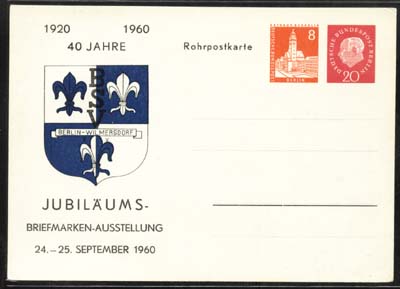 1920 1960
40 JAHRE
BSV
BERLIN-WILMERSDORF
JUBILÄUMS-
BRIEFMARKEN-AUSSTELLUNG
24.-25. SEPTEMBER 1960
Rohrpostkarte
8
BERLIN
DEUTSCHE BUNDESPOST BERLIN
20